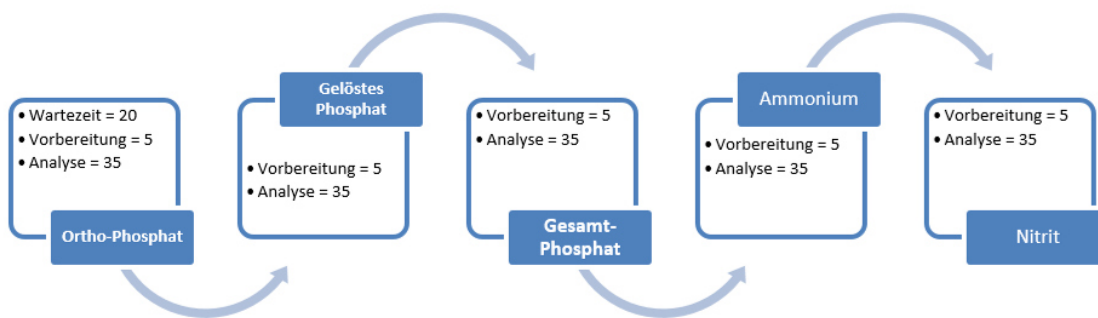 • Wartezeit = 20
• Vorbereitung = 5
• Analyse = 35
Ortho-Phosphat
Gelöstes
Phosphat
• Vorbereitung = 5
• Analyse = 35
• Vorbereitung = 5
• Analyse = 35
Gesamt-
Phosphat
Ammonium
• Vorbereitung = 5
• Analyse = 35
• Vorbereitung = 5
• Analyse = 35
Nitrit